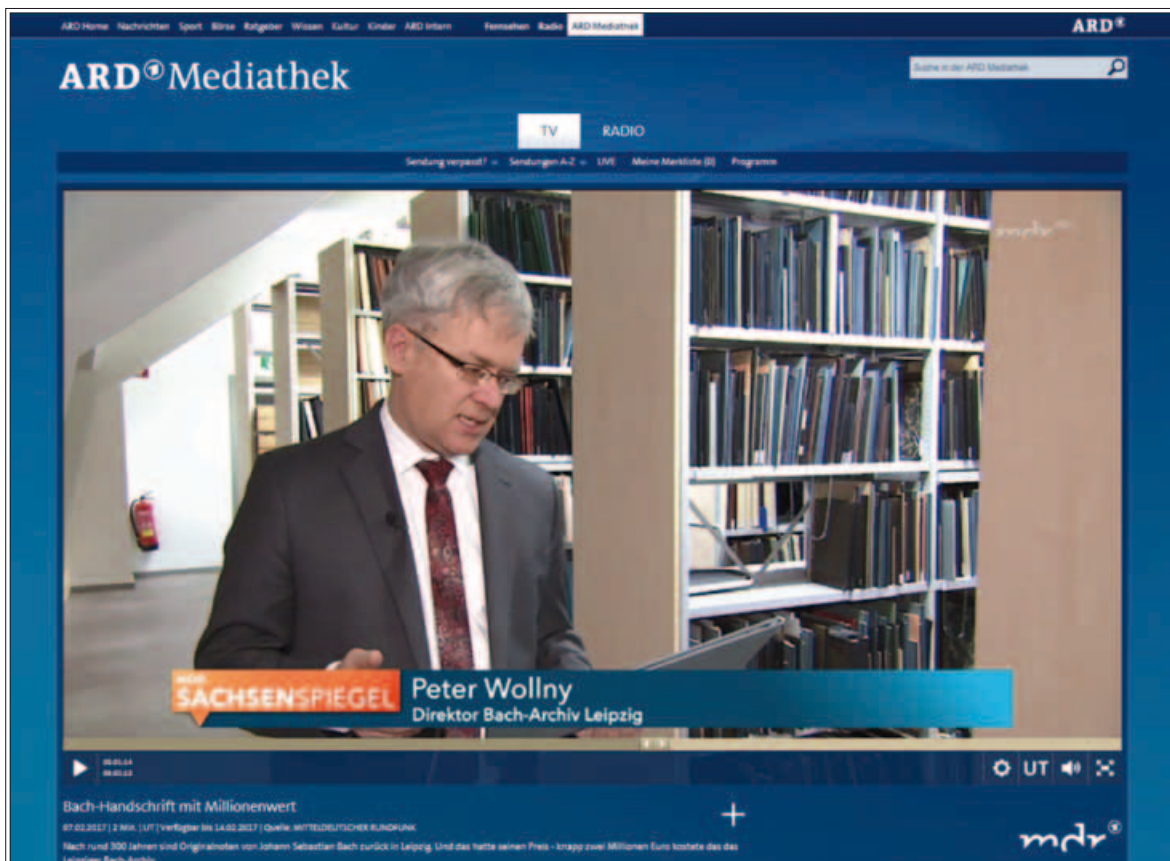 ARD Home Nachrichten Sport Börse Ratgeber Wissen Kultur Kinder ARD Intern Fernsehen Radio ARD Mediathek ARD
ARD Mediathek
Suche in der ARD Mediathek
TV RADIO
Sendung verpasst? Sendungen A-Z LIVE Meine Merkliste (0) Programm
mdr
mdr
SACHSENSPIEGEL
Peter Wollny
Direktor Bach-Archiv Leipzig
UT
Bach-Handschrift mit Millionenwert
07.02.2017 | 2 Min. | UT | Verfügbar bis 14.02.2017 | Quelle: MITTELDEUTSCHER RUNDFUNK
mdr
Nach rund 300 Jahren sind Originalnoten von Johann Sebastian Bach zurück in Leipzig. Und das hatte seinen Preis - knapp zwei Millionen Euro kostete das das
Leipziger Bach-Archiv